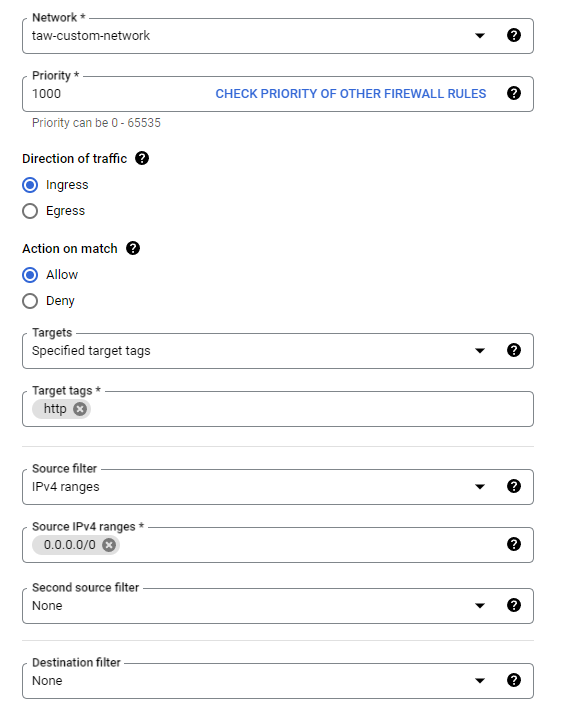 Network *
taw-custom-network
Priority *
1000 CHECK PRIORITY OF OTHER FIREWALL RULES
Priority can be 0 - 65535
Direction of traffic
Ingress
Egress
Action on match
Allow
Deny
Targets
Specified target tags
Target tags *
http
Source filter
IPv4 ranges
Source IPv4 ranges *
0.0.0.0/0
Second source filter
None
Destination filter
None